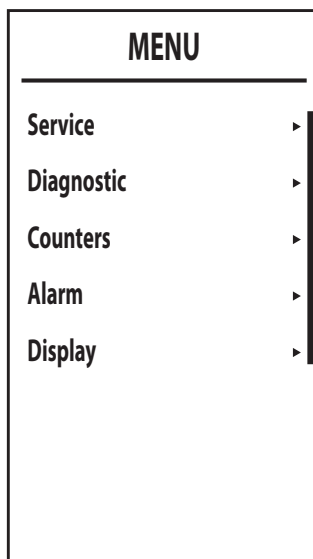 MENU
Service
Diagnostic
Counters
Alarm
Display